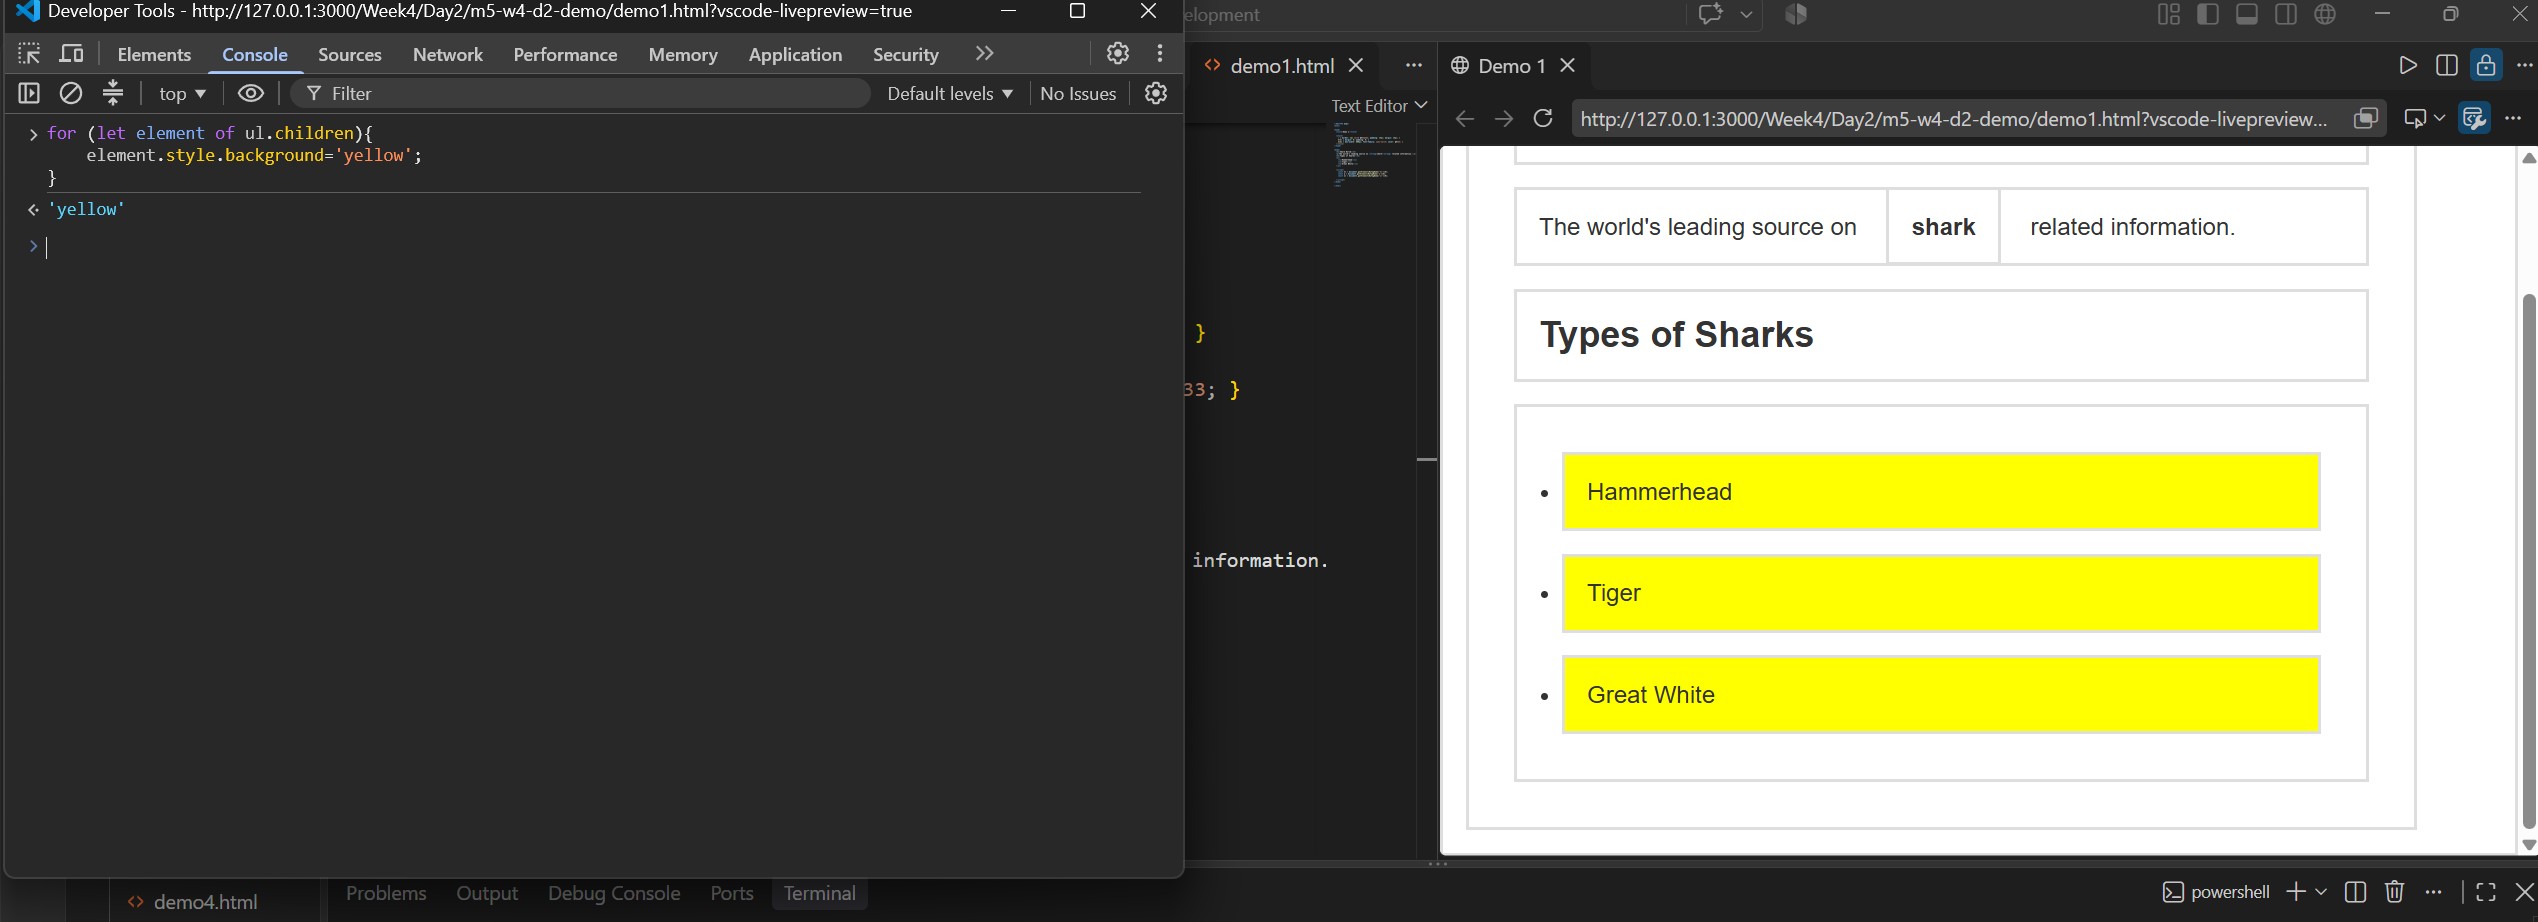 Developer Tools - http://127.0.0.1:3000/Week4/Day2/m5-w4-d2-demo/demo1.html?vscode-livepreview=true
Elements Console Sources Network Performance Memory Application Security
top Filter Default levels No Issues
for (let element of ul.children){
    element.style.background='yellow';
}
'yellow'
elopment
demo1.html
Text Editor
}
33; }
information.
Demo 1
http://127.0.0.1:3000/Week4/Day2/m5-w4-d2-demo/demo1.html?vscode-livepreview...
The world's leading source on shark related information.
Types of Sharks
Hammerhead
Tiger
Great White
demo4.html
Problems Output Debug Console Ports Terminal
powershell